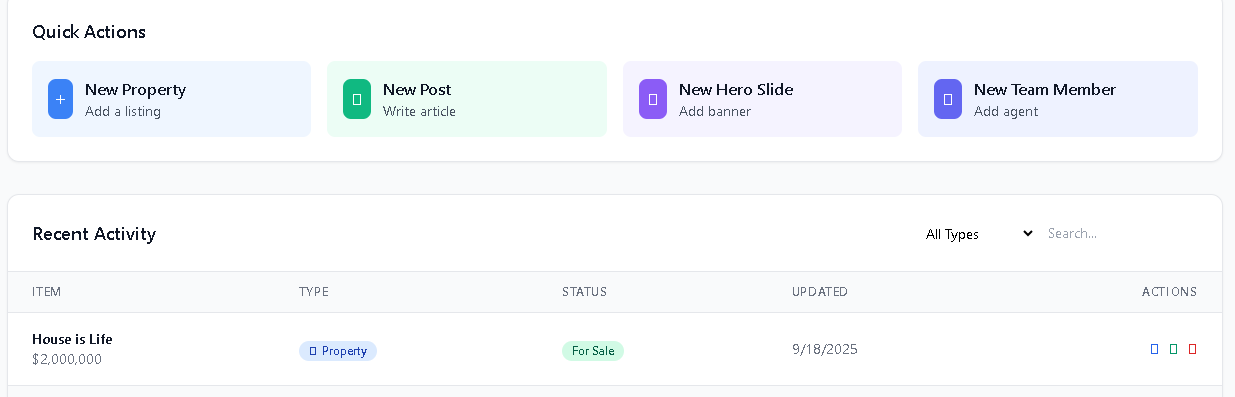 Quick Actions
+ New Property
Add a listing
New Post
Write article
New Hero Slide
Add banner
New Team Member
Add agent
Recent Activity
All Types
Search...
ITEM TYPE STATUS UPDATED ACTIONS
House is Life
$2,000,000
Property
For Sale
9/18/2025